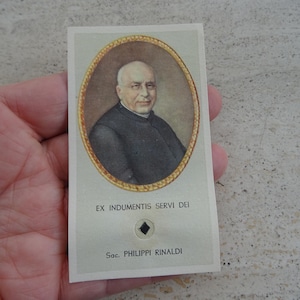 EX INDUMENTIS SERVI DEI
Sac. PHILIPPI RINALDI